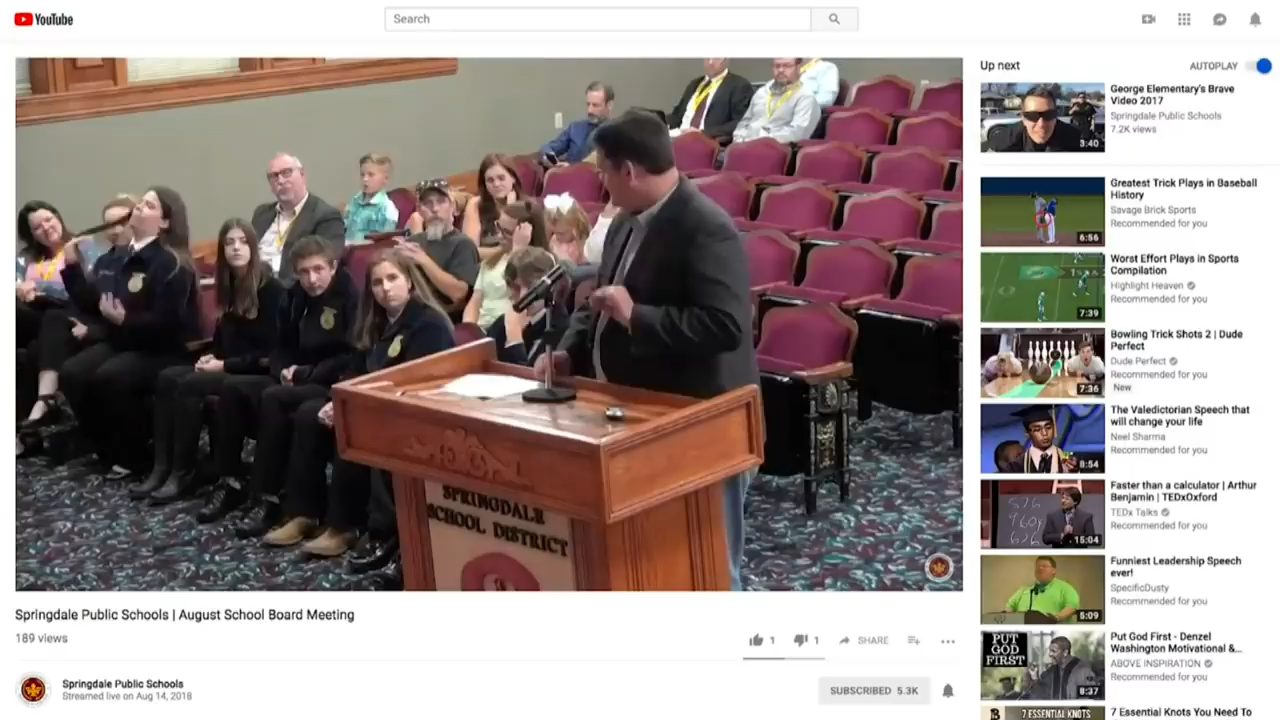 YouTube
Search
SPRINGDALE
SCHOOL DISTRICT
Springdale Public Schools | August School Board Meeting
189 views
1
1
SHARE
Springdale Public Schools
Streamed live on Aug 14, 2018
SUBSCRIBED 5.3K
Up next
AUTOPLAY
George Elementary's Brave
Video 2017
Springdale Public Schools
7.2K views
3:40
Greatest Trick Plays in Baseball
History
Savage Brick Sports
Recommended for you
6:56
Worst Effort Plays in Sports
Compilation
Highlight Heaven
Recommended for you
7:39
Bowling Trick Shots 2 | Dude
Perfect
Dude Perfect
Recommended for you
New
7:36
The Valedictorian Speech that
will change your life
Neel Sharma
Recommended for you
8:54
Faster than a calculator | Arthur
Benjamin | TEDxOxford
TEDx Talks
Recommended for you
15:04
Funniest Leadership Speech
ever!
SpecificDusty
Recommended for you
5:09
PUT
GOD
FIRST
Put God First - Denzel
Washington Motivational &...
ABOVE INSPIRATION
Recommended for you
8:37
7 ESSENTIAL KNOTS
7 Essential Knots You Need To